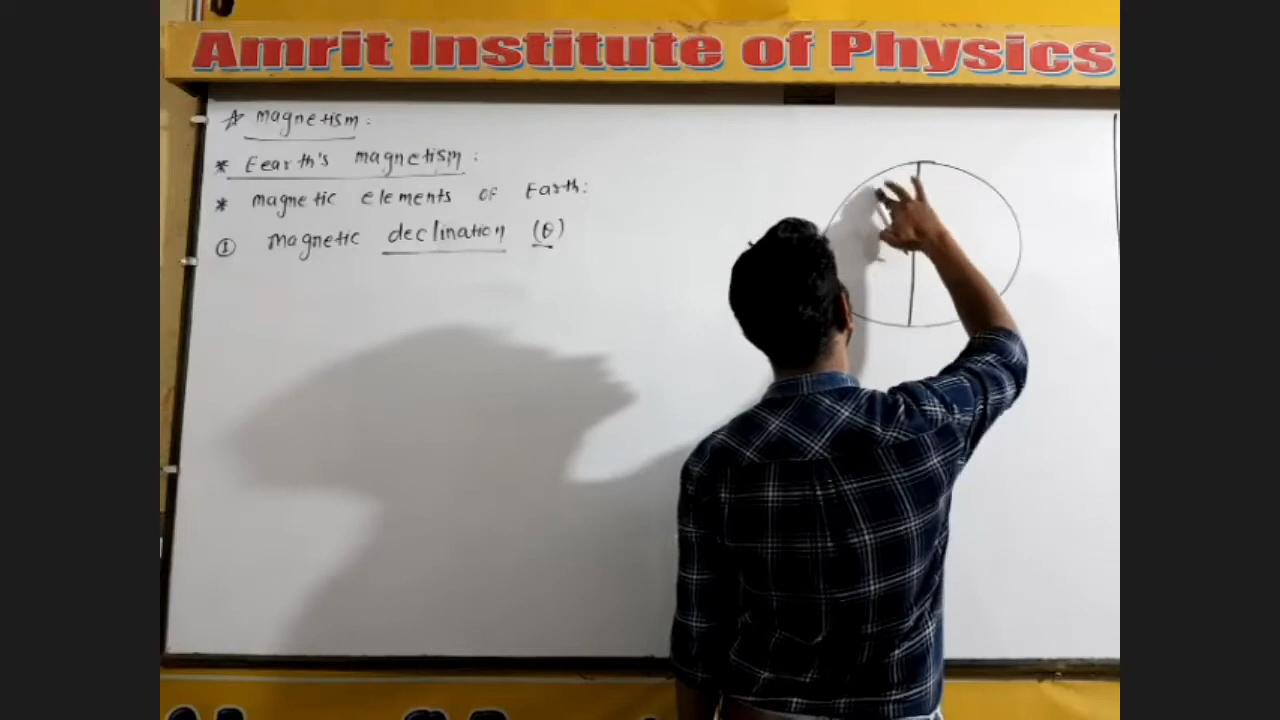 Amrit Institute of Physics
☆ magnetism:
* Eearth's magnetism:
* magnetic elements of Earth:
① magnetic declination (θ)